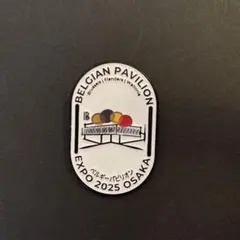 BELGIAN PAVILION
Brussels | Flanders | Wallonia
ベルギーパビリオン
EXPO 2025 OSAKA